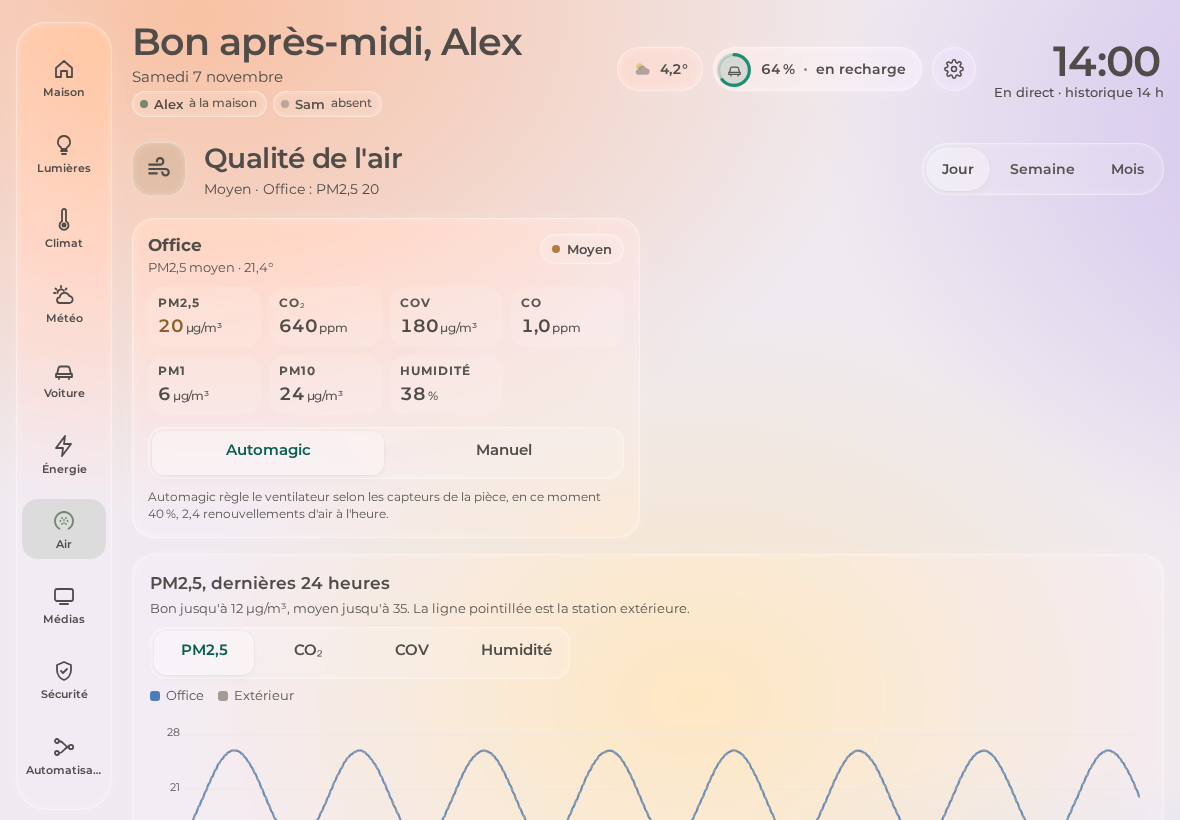 Bon après-midi, Alex
Samedi 7 novembre
Alex à la maison
Sam absent
4,2°
64 % · en recharge
14:00
En direct · historique 14 h
Maison
Lumières
Climat
Météo
Voiture
Énergie
Air
Médias
Sécurité
Automatisa...
Qualité de l'air
Moyen · Office : PM2,5 20
Jour
Semaine
Mois
Office
PM2,5 moyen · 21,4°
Moyen
PM2,5
20 µg/m³
CO₂
640 ppm
COV
180 µg/m³
CO
1,0 ppm
PM1
6 µg/m³
PM10
24 µg/m³
HUMIDITÉ
38 %
Automagic
Manuel
Automagic règle le ventilateur selon les capteurs de la pièce, en ce moment
40 %, 2,4 renouvellements d'air à l'heure.
PM2,5, dernières 24 heures
Bon jusqu'à 12 µg/m³, moyen jusqu'à 35. La ligne pointillée est la station extérieure.
PM2,5
CO₂
COV
Humidité
Office
Extérieur
28
21